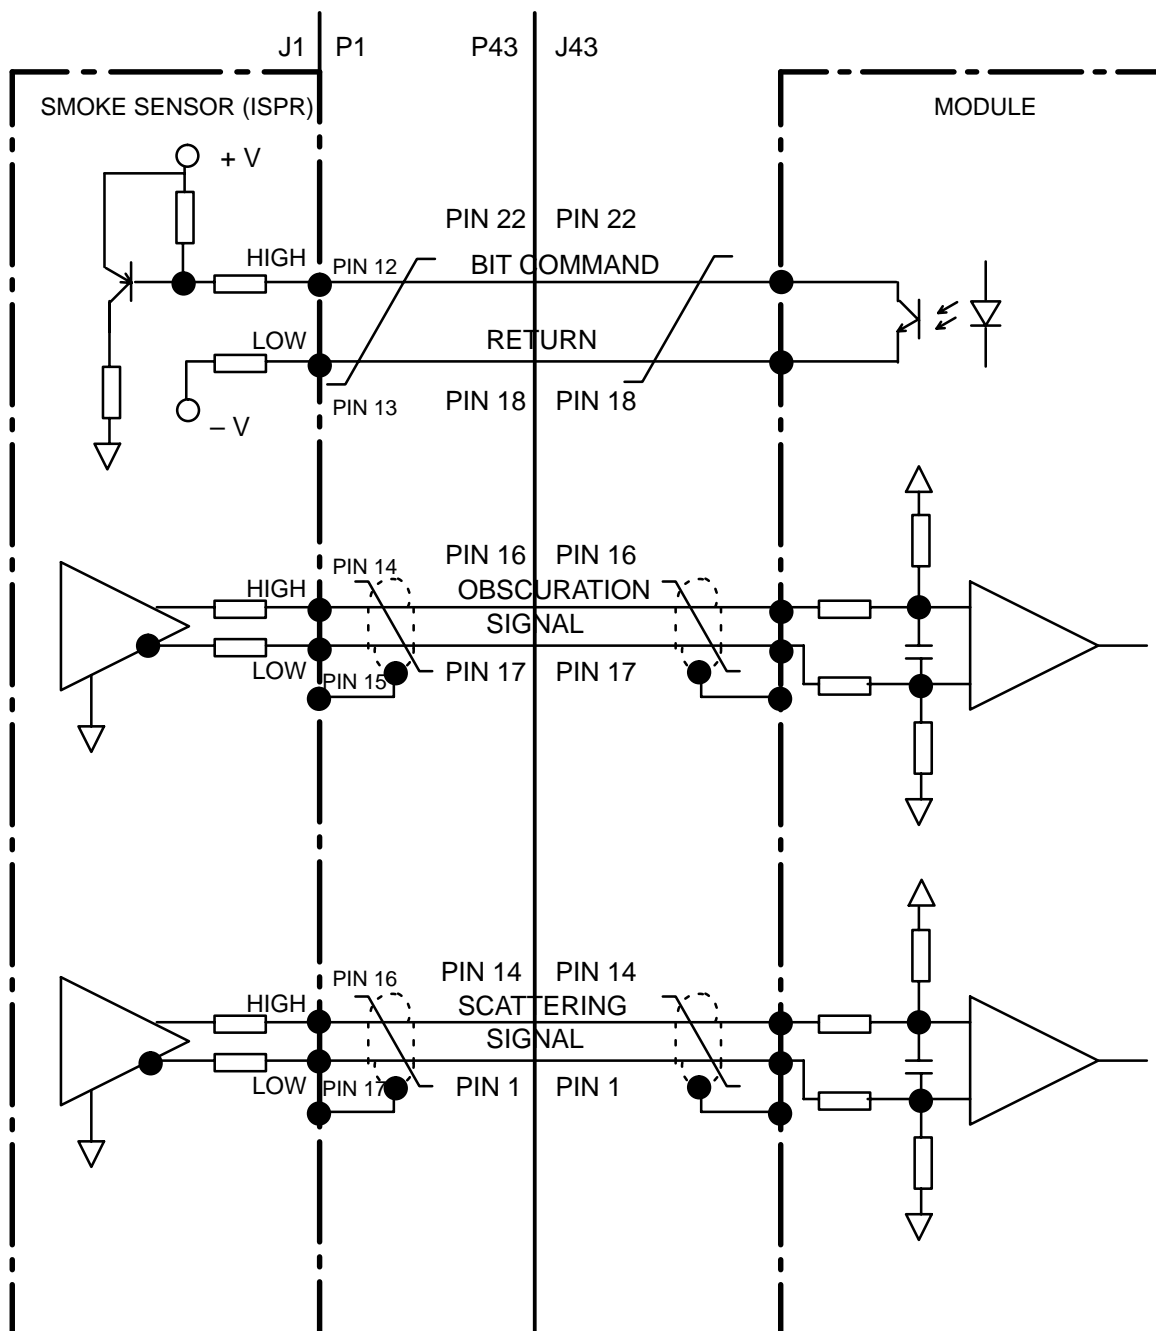 J1 P1 P43 J43
SMOKE SENSOR (ISPR) MODULE
+ V
PIN 22 PIN 22
HIGH PIN 12 BIT COMMAND
LOW RETURN
PIN 13 PIN 18 PIN 18
– V
PIN 14 PIN 16 PIN 16
HIGH OBSCURATION
SIGNAL
LOW PIN 15 PIN 17 PIN 17
PIN 16 PIN 14 PIN 14
HIGH SCATTERING
SIGNAL
LOW PIN 17 PIN 1 PIN 1